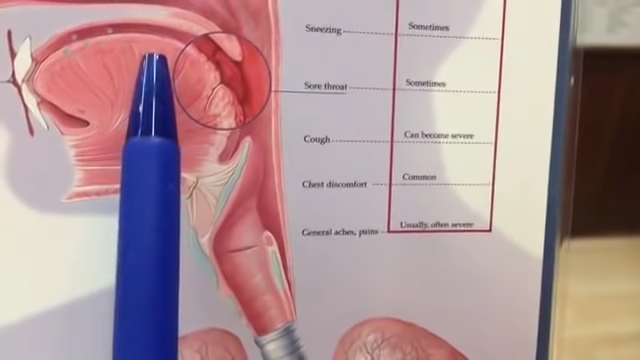 Sneezing Sometimes
Sore throat Sometimes
Cough Can become severe
Chest discomfort Common
General aches, pains Usually, often severe